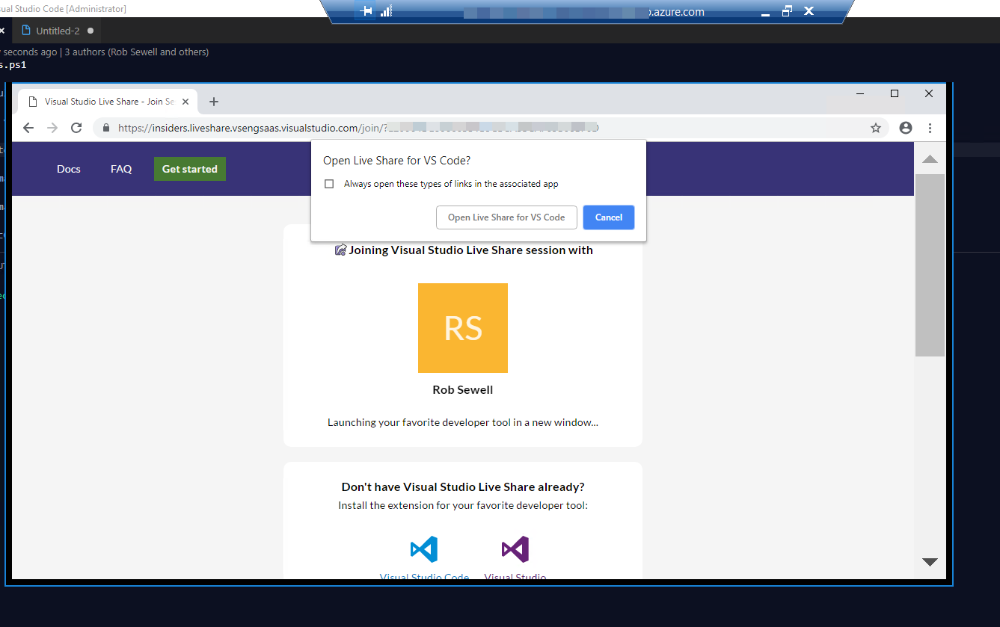 sual Studio Code [Administrator]
.azure.com
Untitled-2
seconds ago | 3 authors (Rob Sewell and others)
s.ps1
Visual Studio Live Share - Join Se
https://insiders.liveshare.vsengsaas.visualstudio.com/join/?
Open Live Share for VS Code?
Always open these types of links in the associated app
Open Live Share for VS Code Cancel
Docs FAQ Get started
Joining Visual Studio Live Share session with
RS
Rob Sewell
Launching your favorite developer tool in a new window...
Don't have Visual Studio Live Share already?
Install the extension for your favorite developer tool:
Visual Studio Code Visual Studio